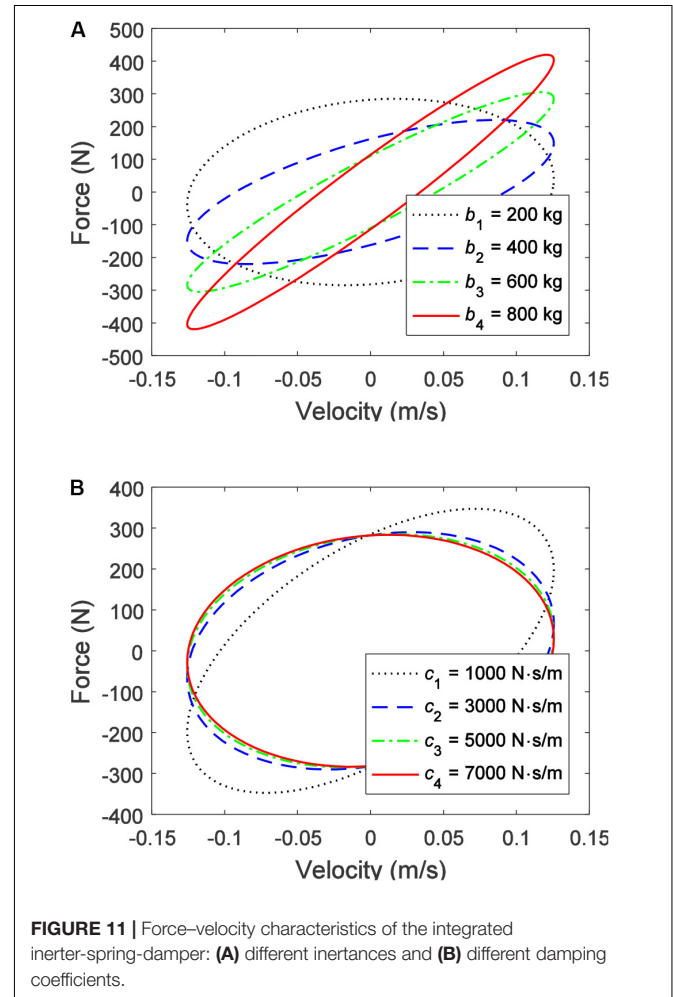 A
500
400
300
200
100
0
-100
-200
-300
-400
-500
Force (N)
b1 = 200 kg
b2 = 400 kg
b3 = 600 kg
b4 = 800 kg
-0.15 -0.1 -0.05 0 0.05 0.1 0.15
Velocity (m/s)
B
400
300
200
100
0
-100
-200
-300
-400
Force (N)
c1 = 1000 N·s/m
c2 = 3000 N·s/m
c3 = 5000 N·s/m
c4 = 7000 N·s/m
-0.15 -0.1 -0.05 0 0.05 0.1 0.15
Velocity (m/s)
FIGURE 11 | Force–velocity characteristics of the integrated
inerter-spring-damper: (A) different inertances and (B) different damping
coefficients.